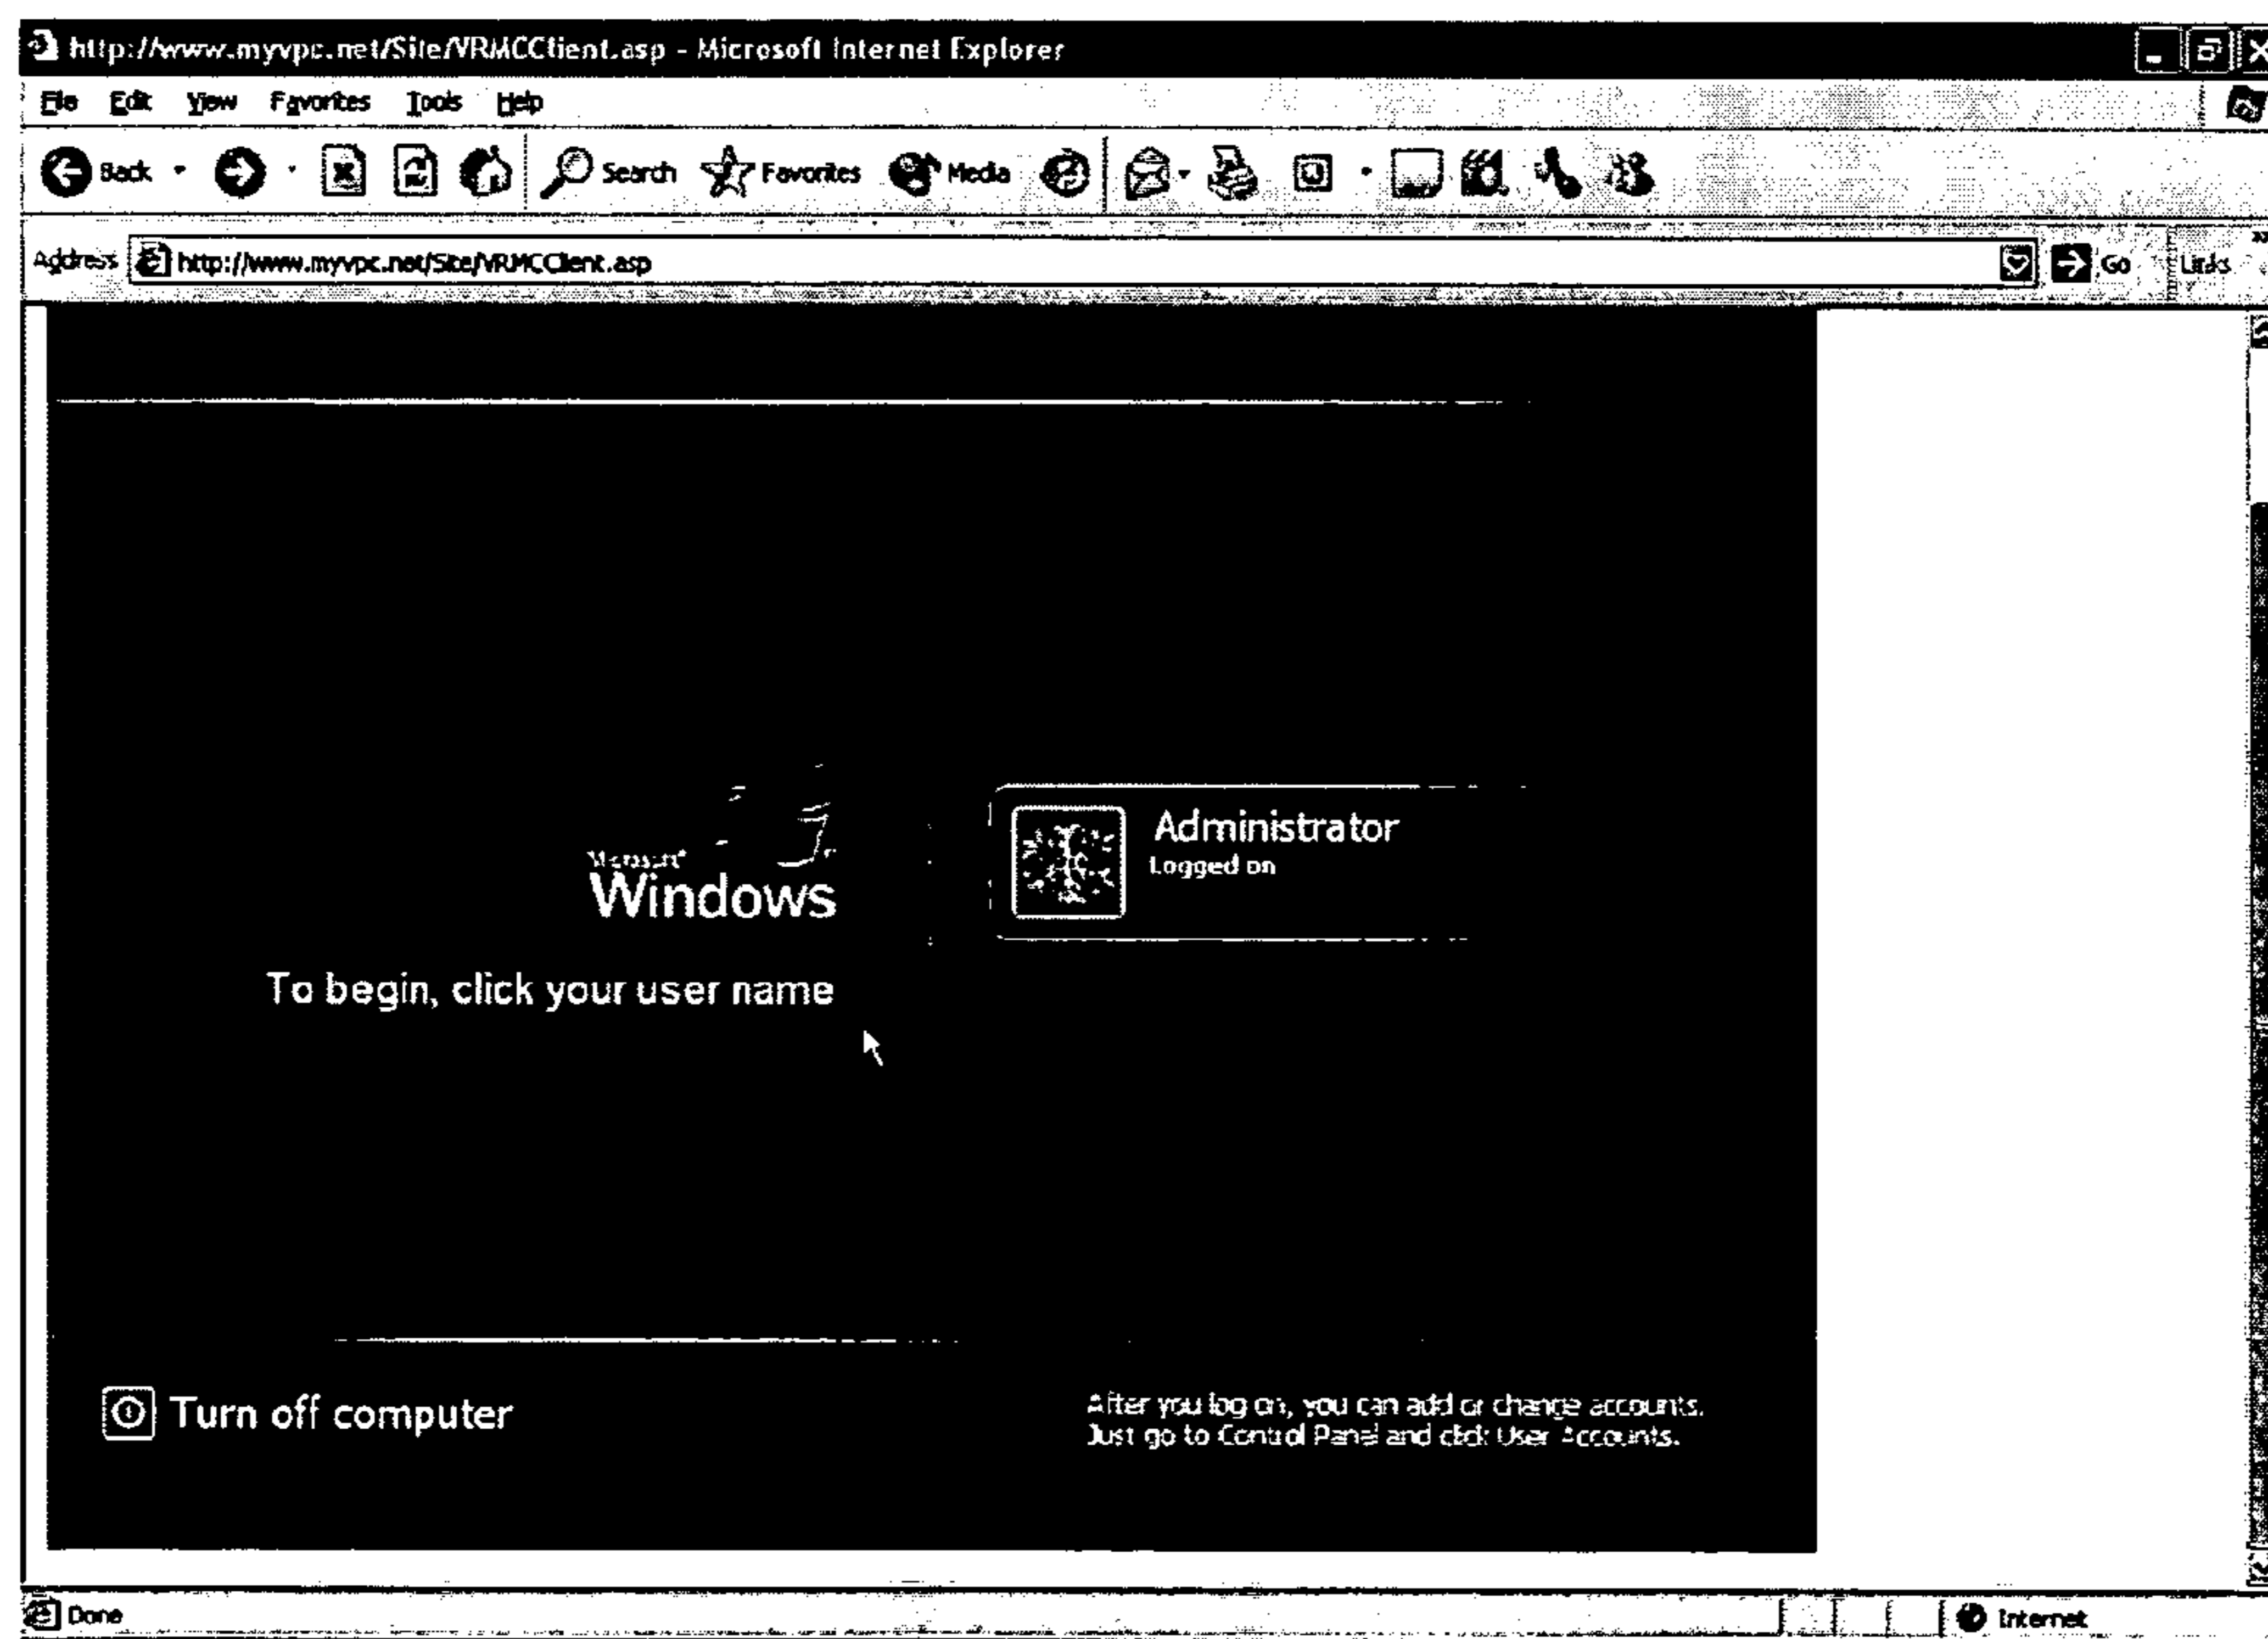 http://www.myvpc.net/Site/VRMCClient.asp - Microsoft Internet Explorer
File Edit View Favorites Tools Help
Back Search Favorites Media
Address http://www.myvpc.net/Site/VRMCClient.asp Go Links
Microsoft®
Windows
Administrator
Logged on
To begin, click your user name
Turn off computer
After you log on, you can add or change accounts.
Just go to Control Panel and click User Accounts.
Done Internet